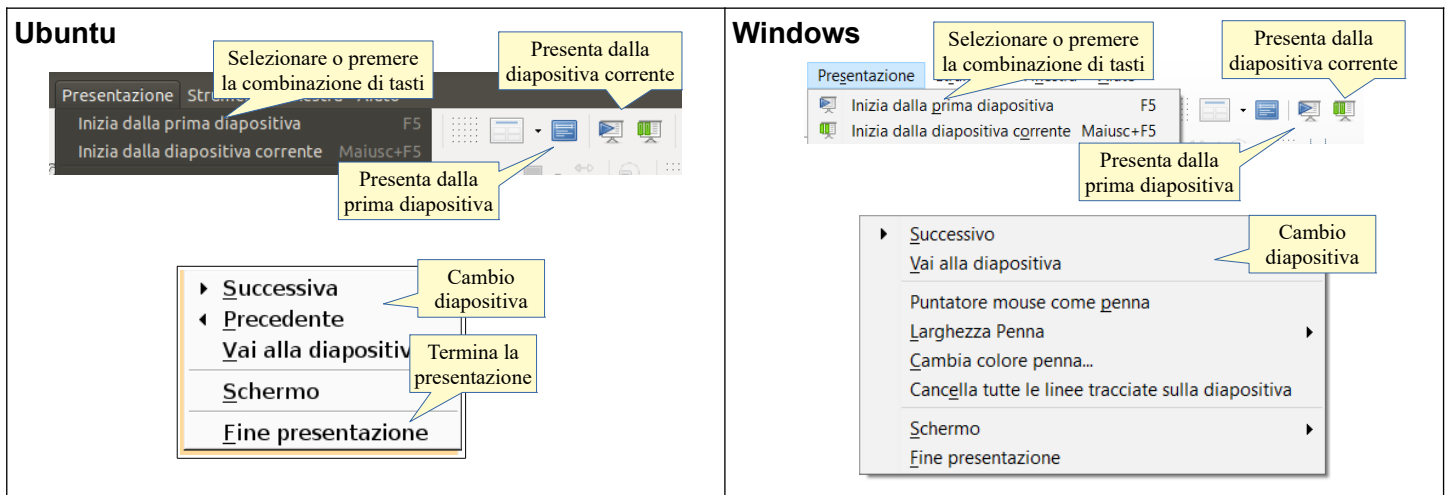 Ubuntu
Selezionare o premere
la combinazione di tasti
Presenta dalla
diapositiva corrente
Presentazione
Inizia dalla prima diapositiva F5
Inizia dalla diapositiva corrente Maiusc+F5
Presenta dalla
prima diapositiva
Successiva
Precedente
Vai alla
Schermo
Fine presentazione
Cambio
diapositiva
Termina la
presentazione
Windows
Selezionare o premere
la combinazione di tasti
Presenta dalla
diapositiva corrente
Presentazione
Inizia dalla prima diapositiva F5
Inizia dalla diapositiva corrente Maiusc+F5
Presenta dalla
prima diapositiva
Successivo
Vai alla diapositiva
Cambio
diapositiva
Puntatore mouse come penna
Larghezza Penna
Cambia colore penna...
Cancella tutte le linee tracciate sulla diapositiva
Schermo
Fine presentazione